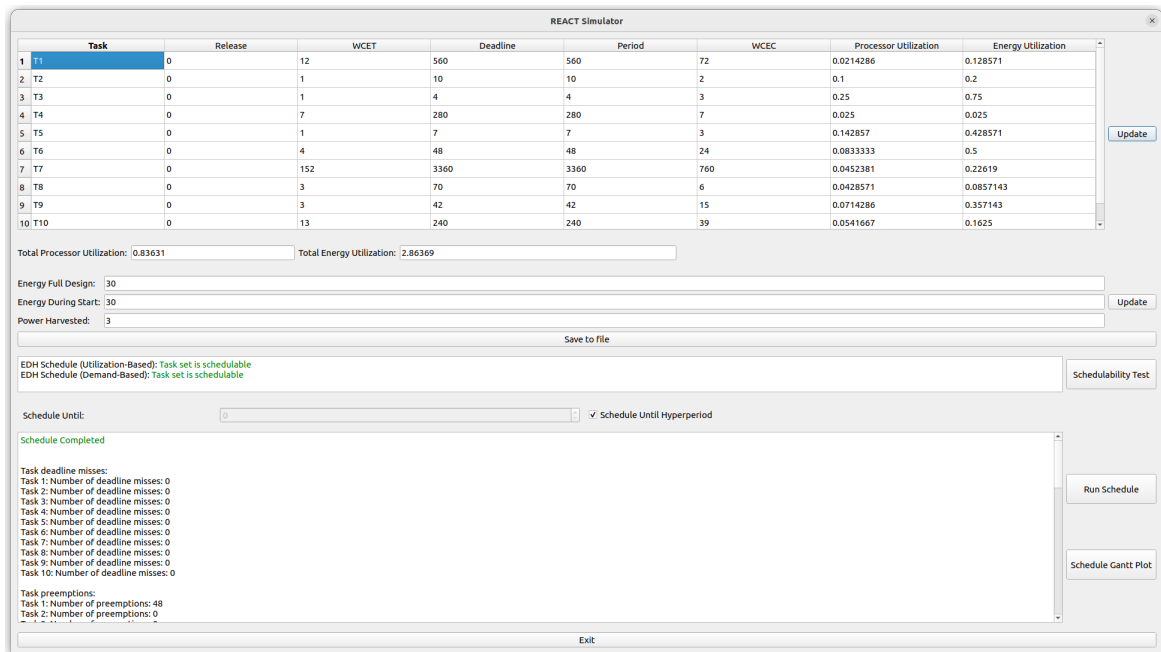 REACT Simulator
Task Release WCET Deadline Period WCEC Processor Utilization Energy Utilization
1 T1 0 12 560 560 72 0.0214286 0.128571
2 T2 0 1 10 10 2 0.1 0.2
3 T3 0 1 4 4 3 0.25 0.75
4 T4 0 7 280 280 7 0.025 0.025
5 T5 0 1 7 7 3 0.142857 0.428571
6 T6 0 4 48 48 24 0.0833333 0.5
7 T7 0 152 3360 3360 760 0.0452381 0.22619
8 T8 0 3 70 70 6 0.0428571 0.0857143
9 T9 0 3 42 42 15 0.0714286 0.357143
10 T10 0 13 240 240 39 0.0541667 0.1625
Update
Total Processor Utilization: 0.83631 Total Energy Utilization: 2.86369
Energy Full Design: 30
Energy During Start: 30
Update
Power Harvested: 3
Save to file
EDH Schedule (Utilization-Based): Task set is schedulable
EDH Schedule (Demand-Based): Task set is schedulable
Schedulability Test
Schedule Until: 0 Schedule Until Hyperperiod
Schedule Completed
Task deadline misses:
Task 1: Number of deadline misses: 0
Task 2: Number of deadline misses: 0
Task 3: Number of deadline misses: 0
Task 4: Number of deadline misses: 0
Task 5: Number of deadline misses: 0
Task 6: Number of deadline misses: 0
Task 7: Number of deadline misses: 0
Task 8: Number of deadline misses: 0
Task 9: Number of deadline misses: 0
Task 10: Number of deadline misses: 0
Task preemptions:
Task 1: Number of preemptions: 48
Task 2: Number of preemptions: 0
Run Schedule
Schedule Gantt Plot
Exit